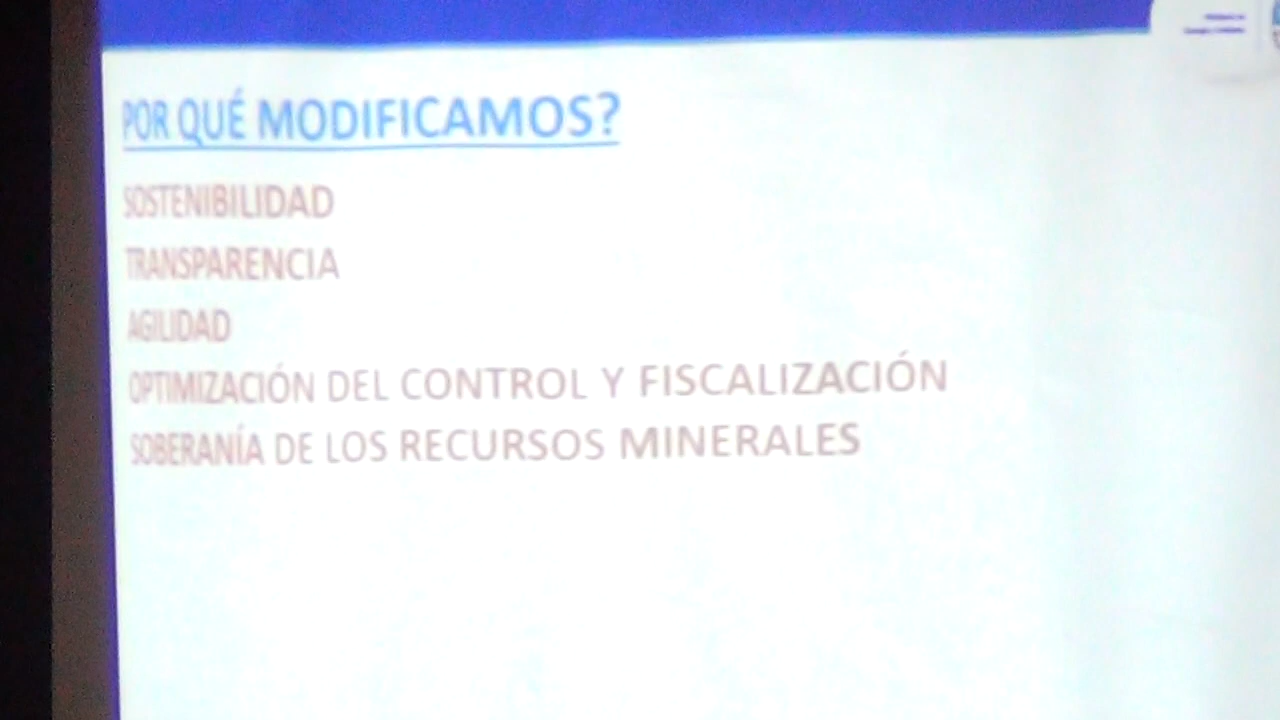 POR QUÉ MODIFICAMOS?
SOSTENIBILIDAD
TRANSPARENCIA
AGILIDAD
OPTIMIZACIÓN DEL CONTROL Y FISCALIZACIÓN
SOBERANÍA DE LOS RECURSOS MINERALES